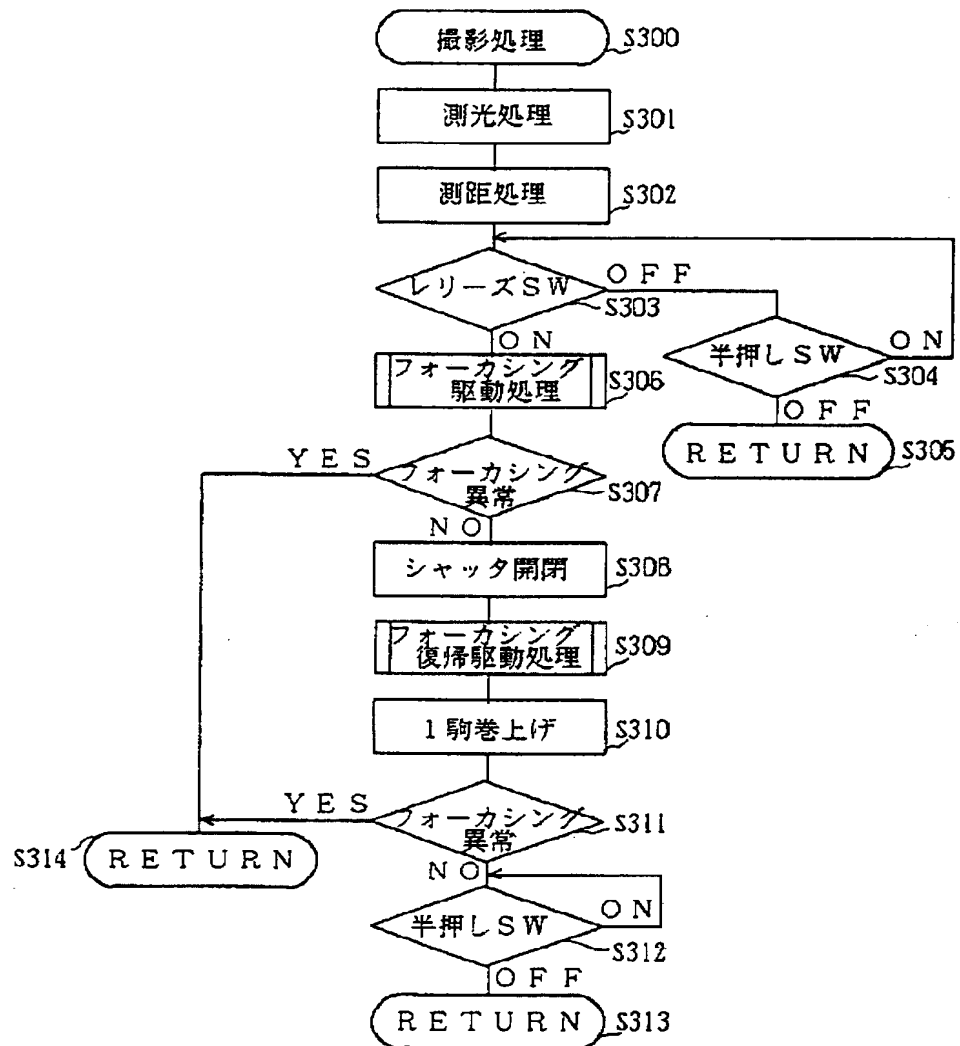 撮影処理
S300
測光処理
S301
測距処理
S302
レリーズSW
OFF
S303
ON
半押しSW
ON
S304
OFF
RETURN
S305
フォーカシング
駆動処理
S306
YES
フォーカシング
異常
S307
NO
シャッタ開閉
S308
フォーカシング
復帰駆動処理
S309
1駒巻上げ
S310
YES
フォーカシング
異常
S311
S314
RETURN
NO
半押しSW
ON
S312
OFF
RETURN
S313